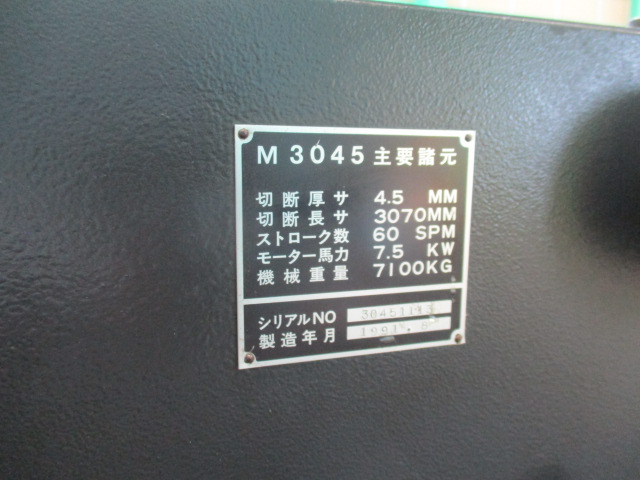 M 3045 主要諸元
切断厚サ 4.5 MM
切断長サ 3070MM
ストローク数 60 SPM
モーター馬力 7.5 KW
機械重量 7100KG
シリアルNO
製造年月